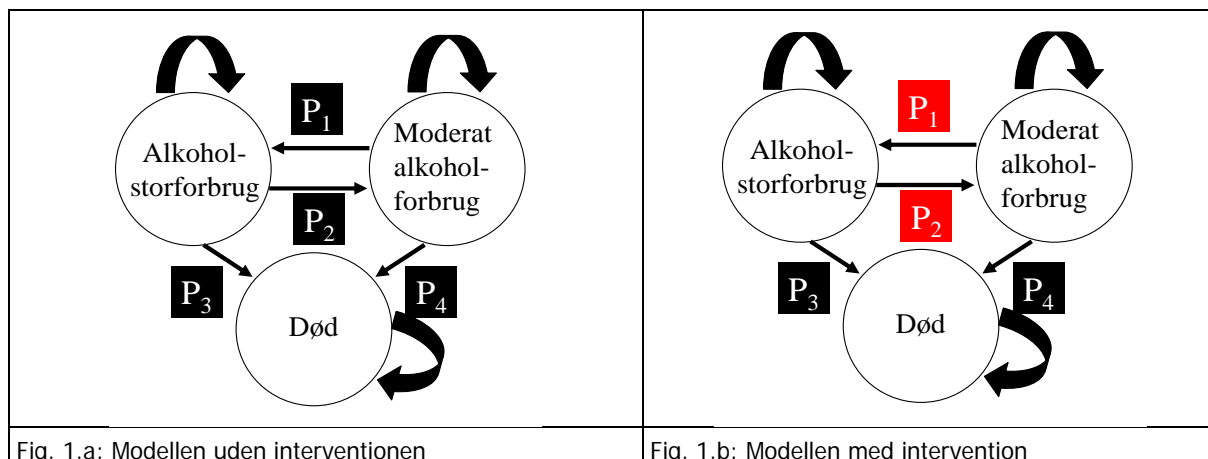 P1
Alkohol-
storforbrug
Moderat
alkohol-
forbrug
P2
P3
Død
P4
Fig. 1.a: Modellen uden interventionen
P1
Alkohol-
storforbrug
Moderat
alkohol-
forbrug
P2
P3
Død
P4
Fig. 1.b: Modellen med intervention